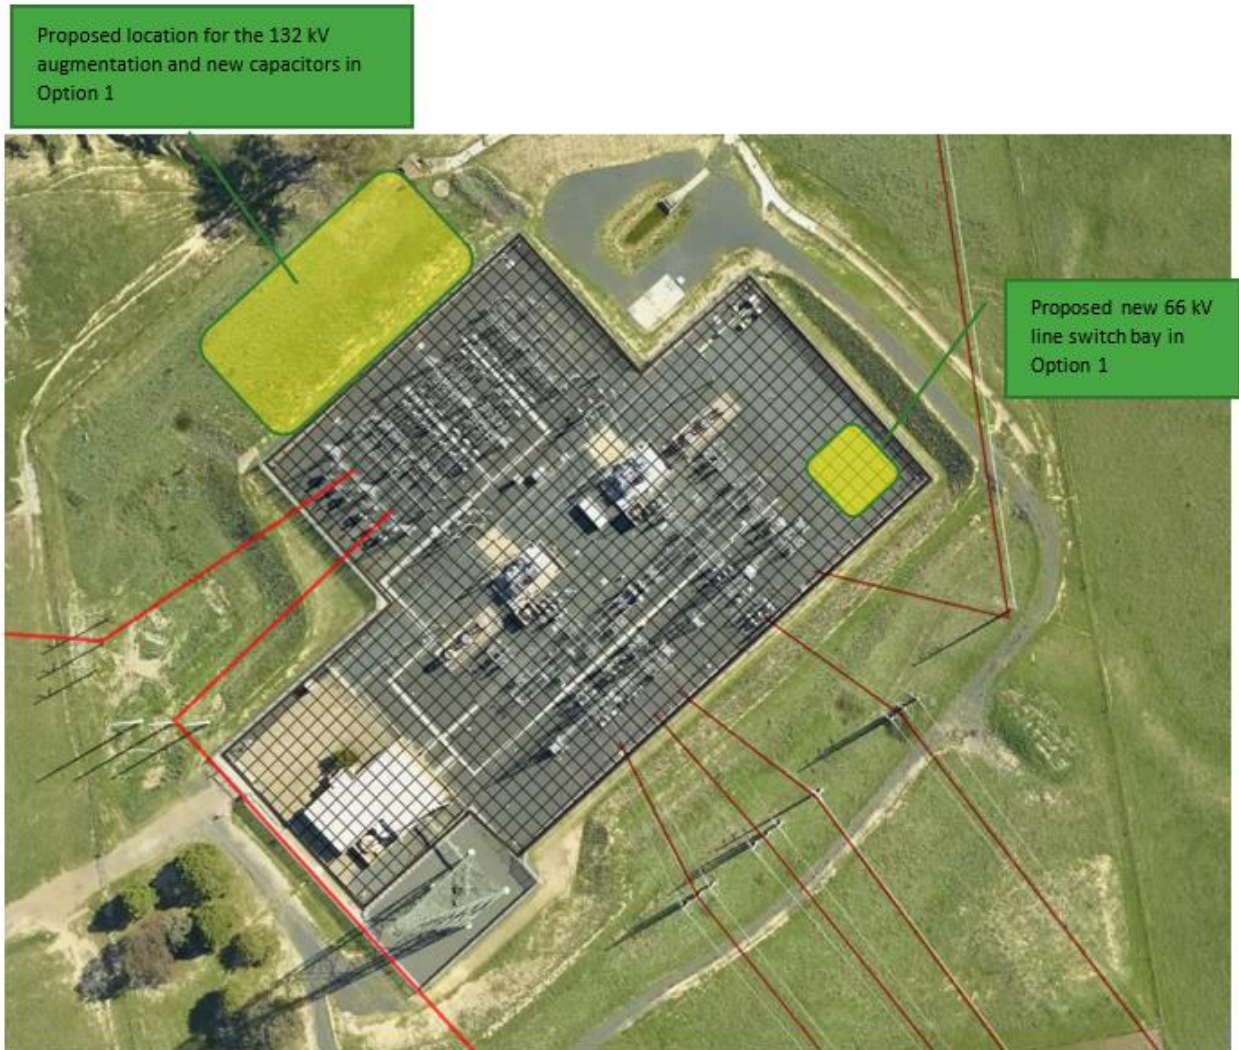 Proposed location for the 132 kV
augmentation and new capacitors in
Option 1
Proposed new 66 kV
line switch bay in
Option 1